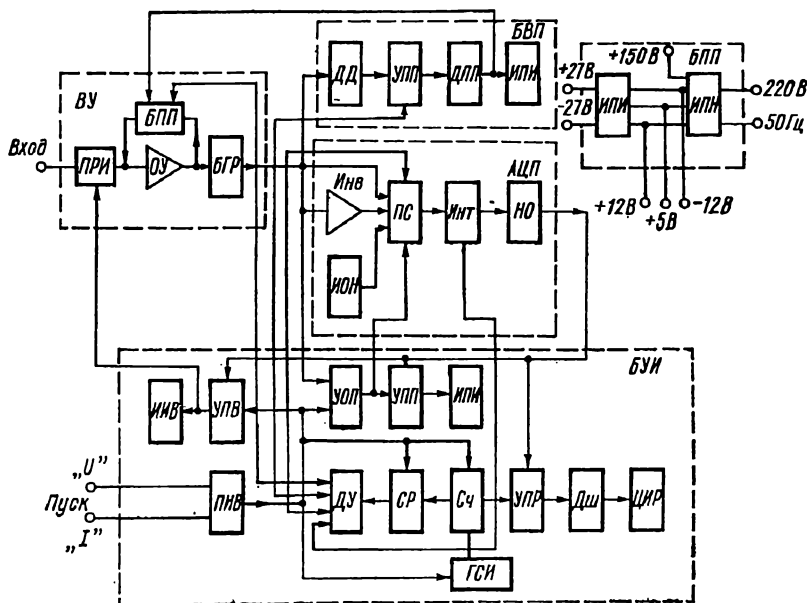 БВП
ДД
УПП
ДПП
ИПИ
+150В
БПП
+27В
-27В
ИПИ
ИПН
220В
50Гц
+12В
+5В
-12В
ВУ
БПП
Вход
ПРИ
ОУ
БГР
АЦП
Инв
ПС
Инт
НО
ИОН
БУИ
ИИВ
УПВ
УОП
УПП
ИПИ
„U"
Пуск
„I"
ПИВ
ДУ
СР
Сч
УПР
Дш
ЦИР
ГСИ